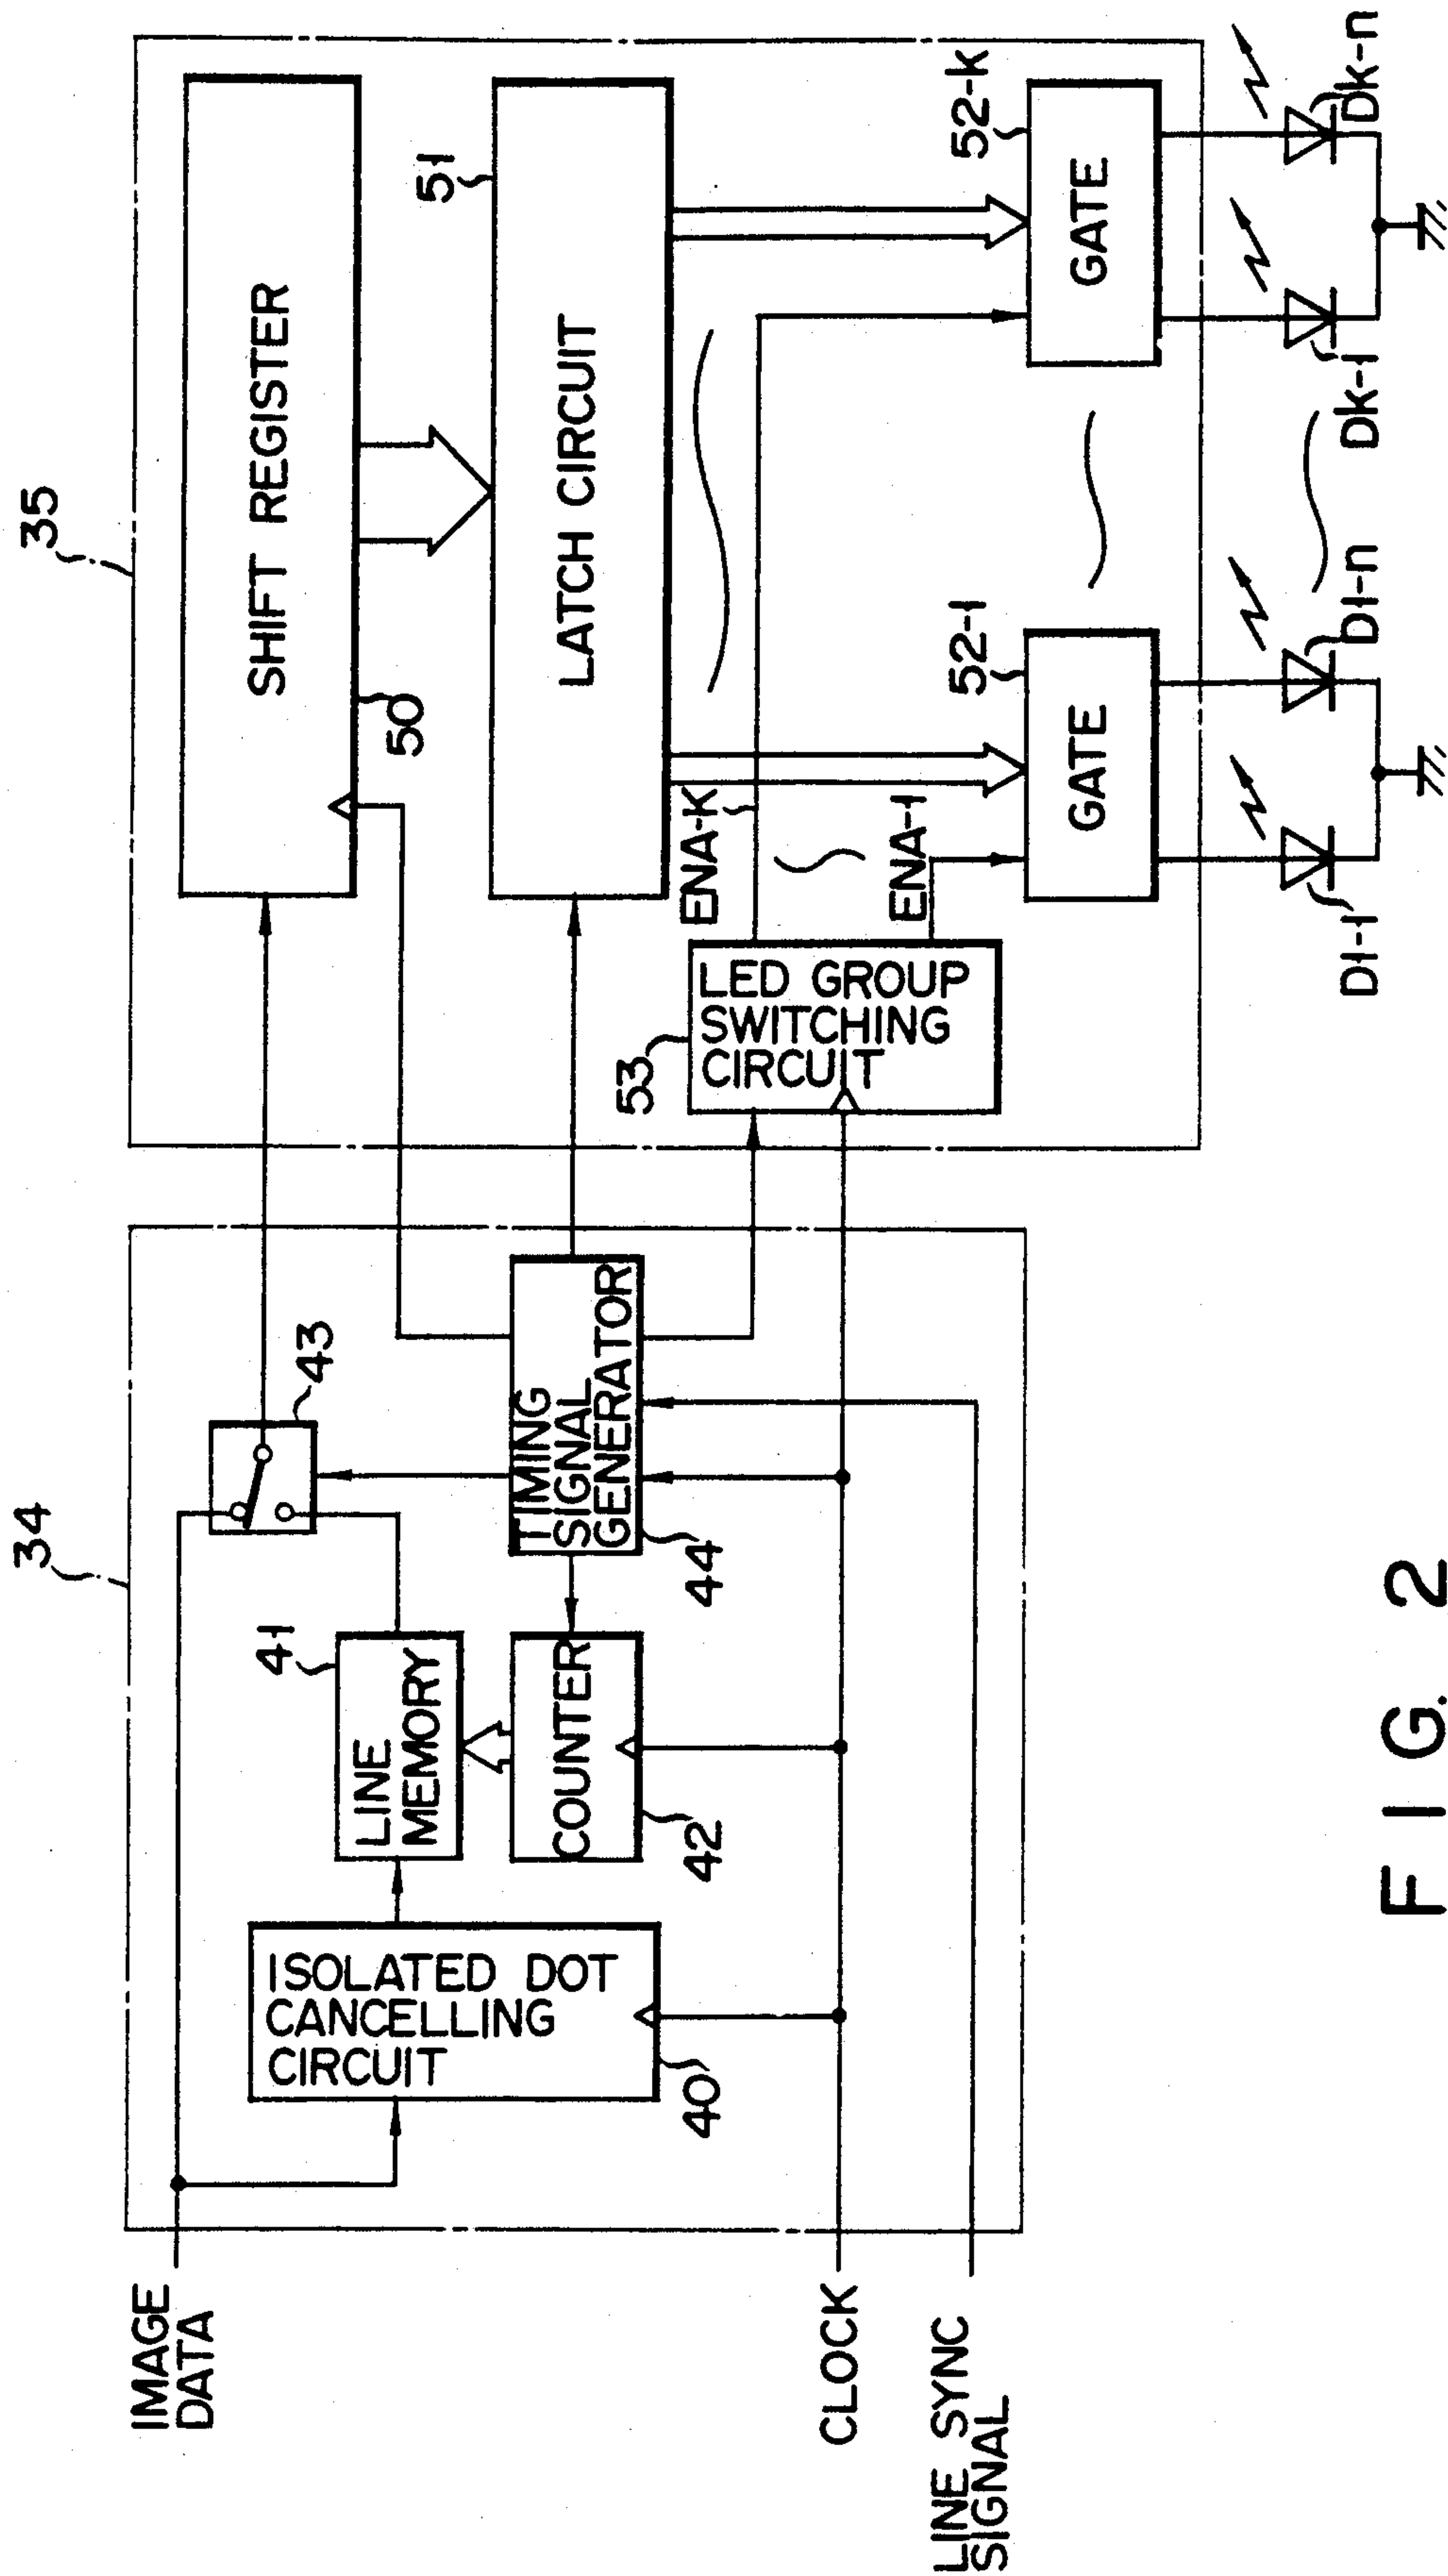 34
35
IMAGE
DATA
43
SHIFT REGISTER
50
51
LATCH CIRCUIT
41
LINE
MEMORY
ISOLATED DOT
CANCELLING
CIRCUIT
40
COUNTER
42
TIMING
SIGNAL
GENERATOR
44
53
LED GROUP
SWITCHING
CIRCUIT
ENA-K
ENA-1
52-1
GATE
52-k
GATE
CLOCK
LINE SYNC
SIGNAL
D1-1
D1-n
Dk-1
Dk-n
FIG. 2